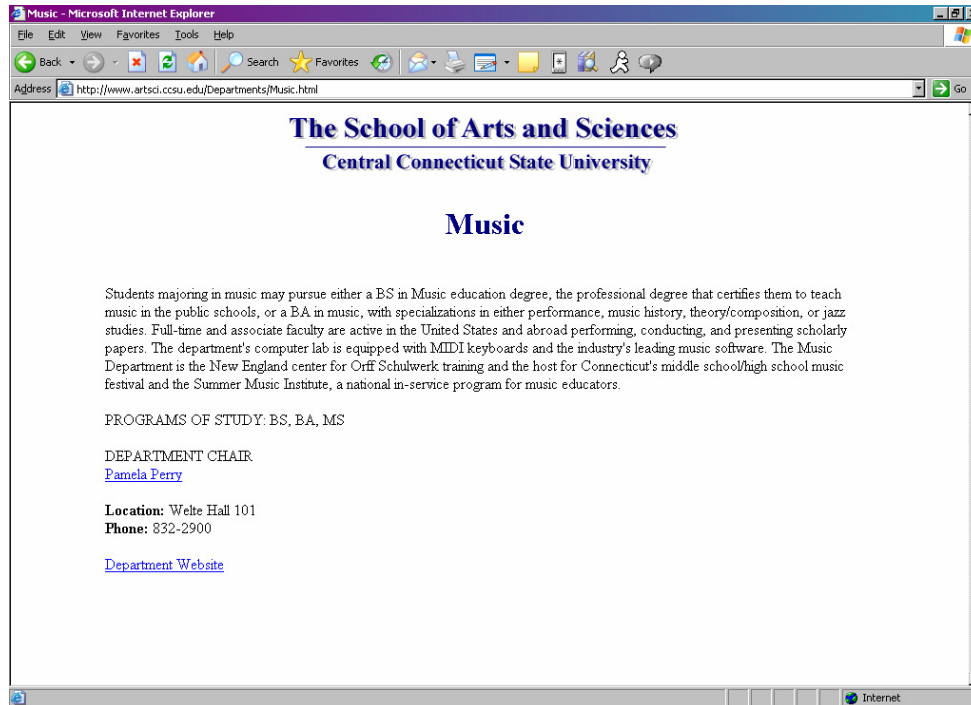 Music - Microsoft Internet Explorer
File Edit View Favorites Tools Help
Back Search Favorites
Address http://www.artsci.ccsu.edu/Departments/Music.html Go
The School of Arts and Sciences
Central Connecticut State University
Music
Students majoring in music may pursue either a BS in Music education degree, the professional degree that certifies them to teach
music in the public schools, or a BA in music, with specializations in either performance, music history, theory/composition, or jazz
studies. Full-time and associate faculty are active in the United States and abroad performing, conducting, and presenting scholarly
papers. The department's computer lab is equipped with MIDI keyboards and the industry's leading music software. The Music
Department is the New England center for Orff Schulwerk training and the host for Connecticut's middle school/high school music
festival and the Summer Music Institute, a national in-service program for music educators.
PROGRAMS OF STUDY: BS, BA, MS
DEPARTMENT CHAIR
Pamela Perry
Location: Welte Hall 101
Phone: 832-2900
Department Website
Internet